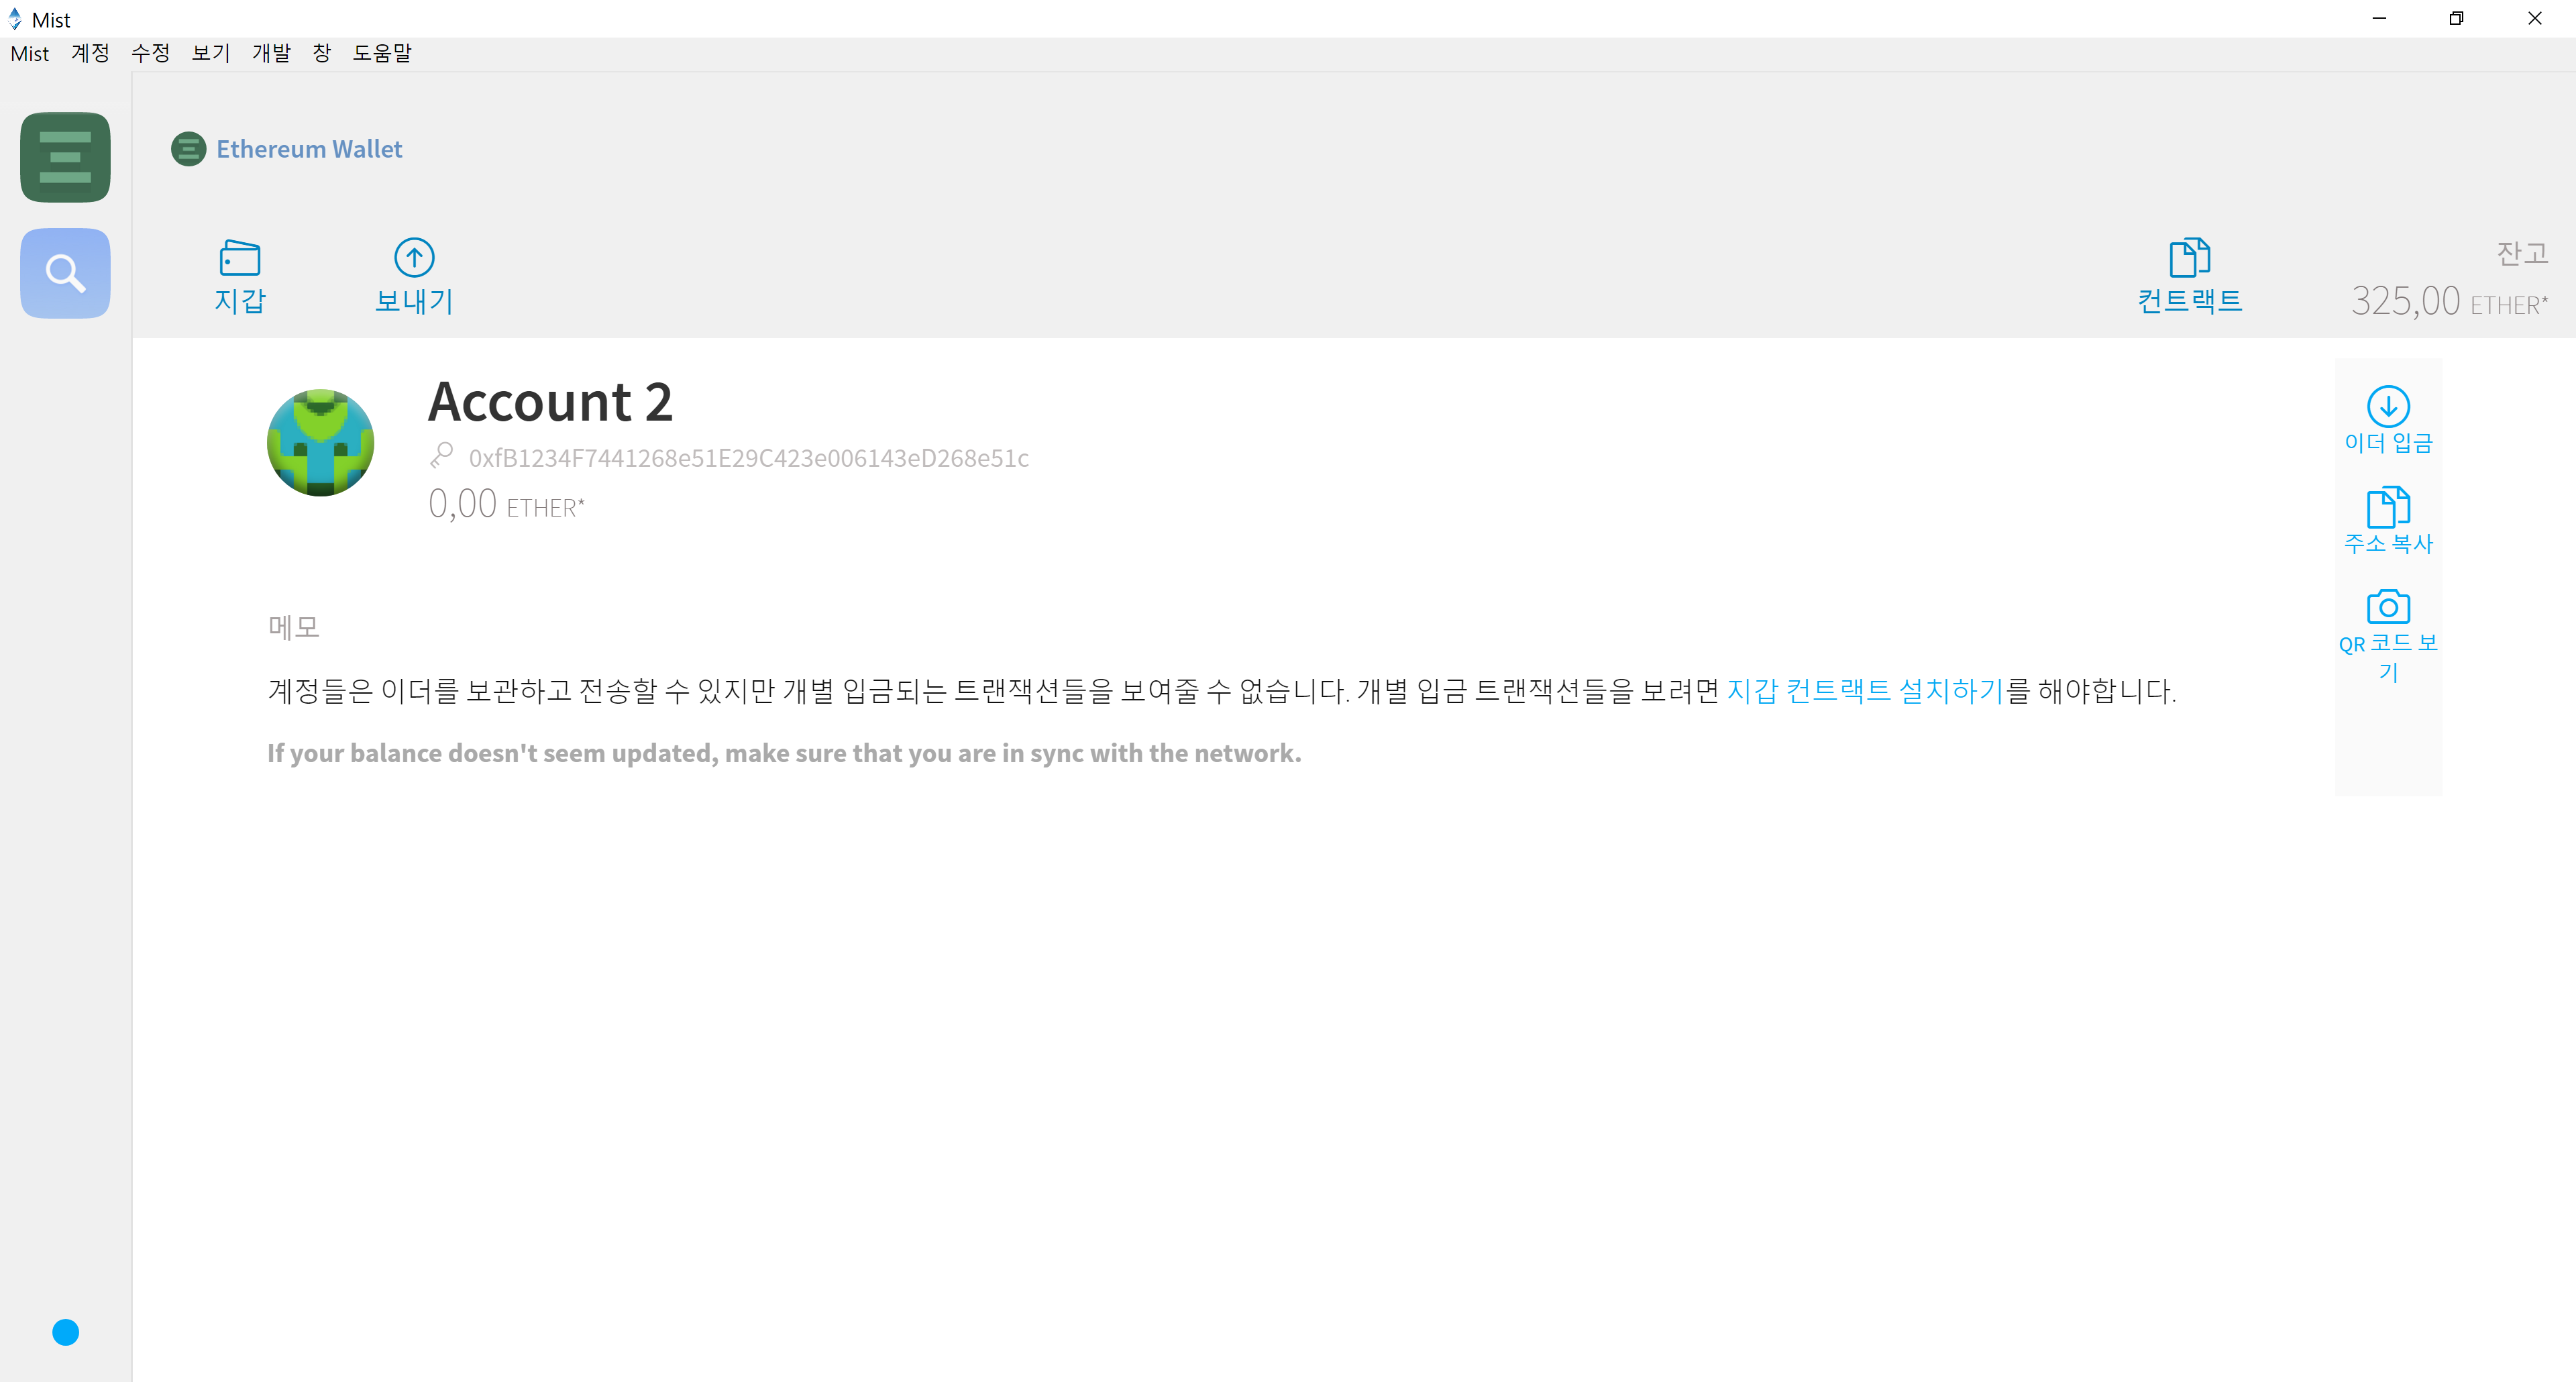 Mist
Mist 계정 수정 보기 개발 창 도움말
Ethereum Wallet
지갑 보내기 컨트랙트 잔고
325,00 ETHER*
Account 2
0xfB1234F7441268e51E29C423e006143eD268e51c
0,00 ETHER*
이더 입금
주소 복사
QR 코드 보
기
메모
계정들은 이더를 보관하고 전송할 수 있지만 개별 입금되는 트랜잭션들을 보여줄 수 없습니다. 개별 입금 트랜잭션들을 보려면 지갑 컨트랙트 설치하기를 해야합니다.
If your balance doesn't seem updated, make sure that you are in sync with the network.